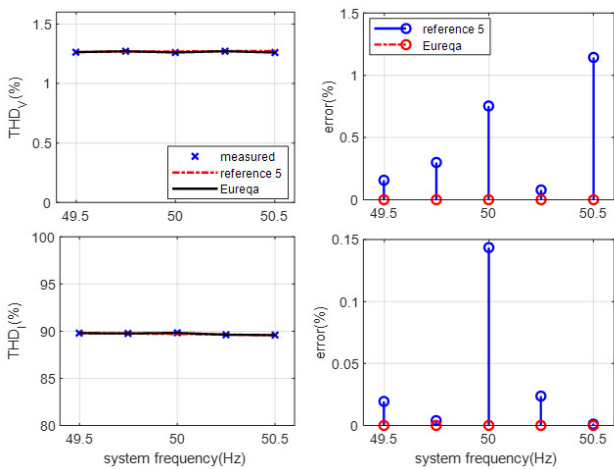 1.5
1
0.5
0
THD_V(%)
measured
reference 5
Eureqa
49.5 50 50.5
1.5
1
0.5
0
error(%)
reference 5
Eureqa
49.5 50 50.5
100
95
90
85
80
THD_I(%)
49.5 50 50.5
system frequency(Hz)
0.15
0.1
0.05
0
error(%)
49.5 50 50.5
system frequency(Hz)